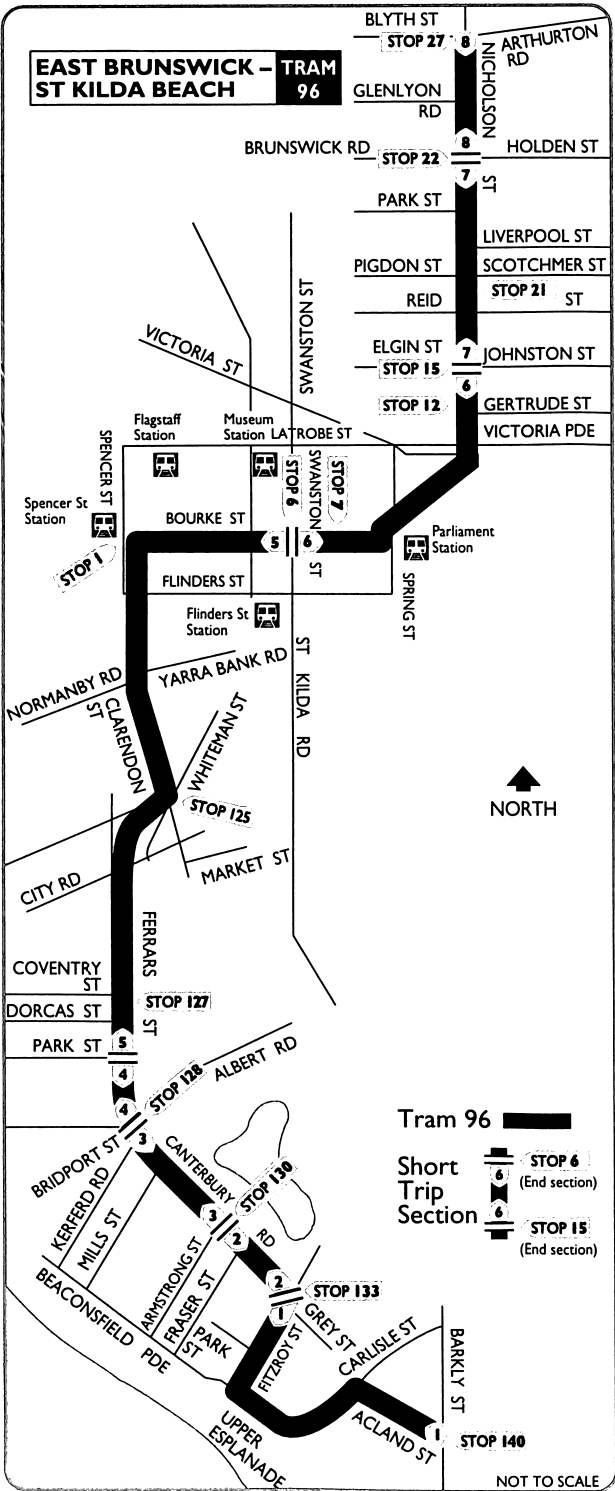 BLYTH ST
STOP 27
8
ARTHURTON
RD
EAST BRUNSWICK –
ST KILDA BEACH
TRAM
96
NICHOLSON
ST
GLENLYON
RD
8
BRUNSWICK RD
STOP 22
HOLDEN ST
7
PARK ST
LIVERPOOL ST
PIGDON ST
SCOTCHMER ST
STOP 21
REID
ST
SWANSTON ST
VICTORIA ST
ELGIN ST
7
JOHNSTON ST
STOP 15
6
STOP 12
GERTRUDE ST
VICTORIA PDE
Flagstaff
Station
Museum
Station
LATROBE ST
SPENCER ST
STOP 6
SWANSTON
ST
STOP 7
Spencer St
Station
BOURKE ST
5
6
STOP 1
Parliament
Station
FLINDERS ST
SPRING ST
Flinders St
Station
ST KILDA RD
NORMANBY RD
YARRA BANK RD
CLARENDON
ST
WHITEMAN ST
STOP 125
NORTH
CITY RD
MARKET ST
FERRARS
ST
COVENTRY
ST
STOP 127
DORCAS ST
PARK ST
5
4
ALBERT RD
STOP 128
4
3
BRIDPORT ST
CANTERBURY
RD
STOP 130
KERFERD RD
MILLS ST
3
2
ARMSTRONG ST
FRASER ST
PARK
ST
BEACONSFIELD
PDE
2
STOP 133
1
GREY ST
FITZROY ST
CARLISLE ST
BARKLY ST
UPPER
ESPLANADE
ACLAND ST
1
STOP 140
Tram 96
Short
Trip
Section
6
STOP 6
(End section)
6
STOP 15
(End section)
NOT TO SCALE